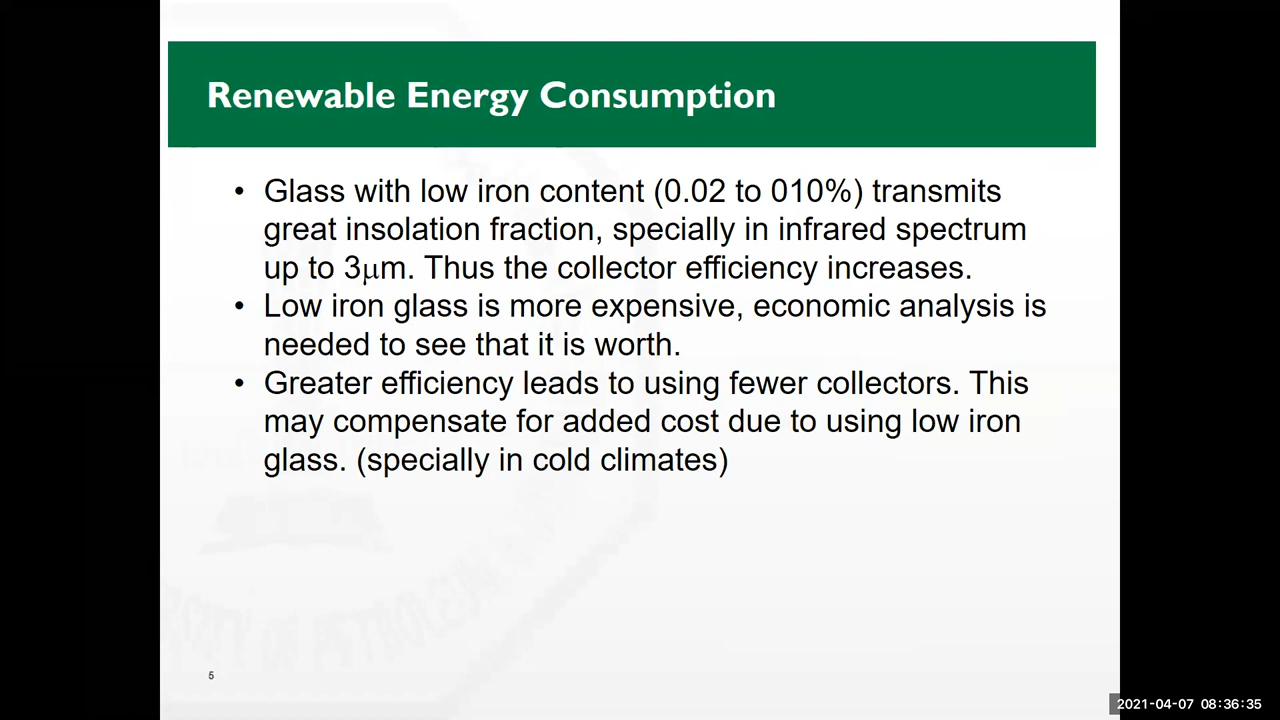 Renewable Energy Consumption
• Glass with low iron content (0.02 to 010%) transmits
great insolation fraction, specially in infrared spectrum
up to 3μm. Thus the collector efficiency increases.
• Low iron glass is more expensive, economic analysis is
needed to see that it is worth.
• Greater efficiency leads to using fewer collectors. This
may compensate for added cost due to using low iron
glass. (specially in cold climates)
5
2021-04-07 08:36:35